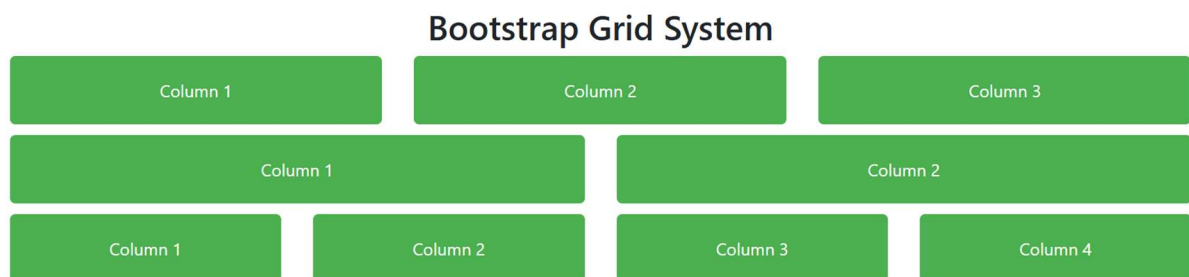 Bootstrap Grid System
Column 1 Column 2 Column 3
Column 1 Column 2
Column 1 Column 2 Column 3 Column 4